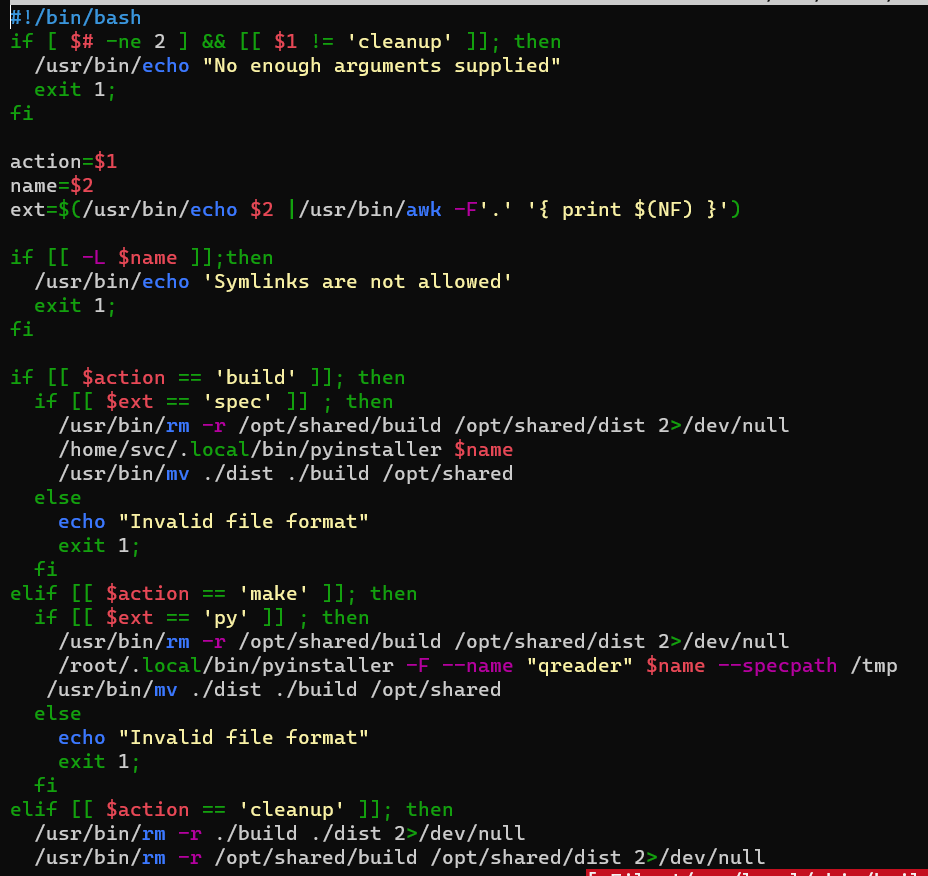 #!/bin/bash
if [ $# -ne 2 ] && [[ $1 != 'cleanup' ]]; then
  /usr/bin/echo "No enough arguments supplied"
  exit 1;
fi

action=$1
name=$2
ext=$(/usr/bin/echo $2 |/usr/bin/awk -F'.' '{ print $(NF) }')

if [[ -L $name ]];then
  /usr/bin/echo 'Symlinks are not allowed'
  exit 1;
fi

if [[ $action == 'build' ]]; then
  if [[ $ext == 'spec' ]] ; then
    /usr/bin/rm -r /opt/shared/build /opt/shared/dist 2>/dev/null
    /home/svc/.local/bin/pyinstaller $name
    /usr/bin/mv ./dist ./build /opt/shared
  else
    echo "Invalid file format"
    exit 1;
  fi
elif [[ $action == 'make' ]]; then
  if [[ $ext == 'py' ]] ; then
    /usr/bin/rm -r /opt/shared/build /opt/shared/dist 2>/dev/null
    /root/.local/bin/pyinstaller -F --name "qreader" $name --specpath /tmp
   /usr/bin/mv ./dist ./build /opt/shared
  else
    echo "Invalid file format"
    exit 1;
  fi
elif [[ $action == 'cleanup' ]]; then
  /usr/bin/rm -r ./build ./dist 2>/dev/null
  /usr/bin/rm -r /opt/shared/build /opt/shared/dist 2>/dev/null